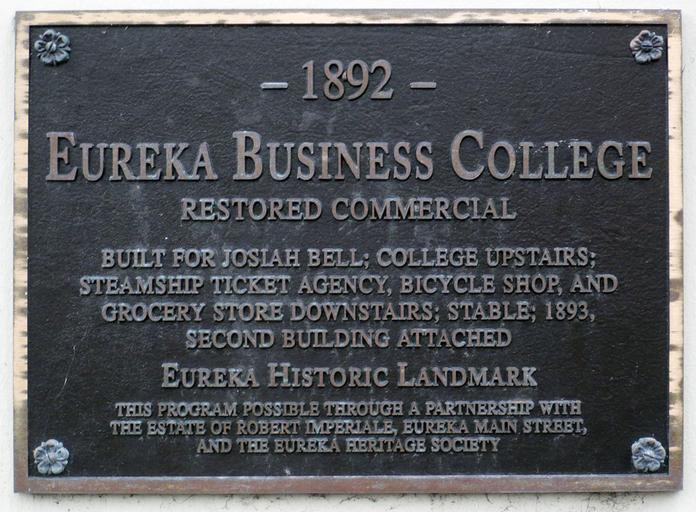 – 1892 –
EUREKA BUSINESS COLLEGE
RESTORED COMMERCIAL
BUILT FOR JOSIAH BELL; COLLEGE UPSTAIRS;
STEAMSHIP TICKET AGENCY, BICYCLE SHOP, AND
GROCERY STORE DOWNSTAIRS; STABLE; 1893,
SECOND BUILDING ATTACHED
EUREKA HISTORIC LANDMARK
THIS PROGRAM POSSIBLE THROUGH A PARTNERSHIP WITH
THE ESTATE OF ROBERT IMPERIALE, EUREKA MAIN STREET,
AND THE EUREKA HERITAGE SOCIETY